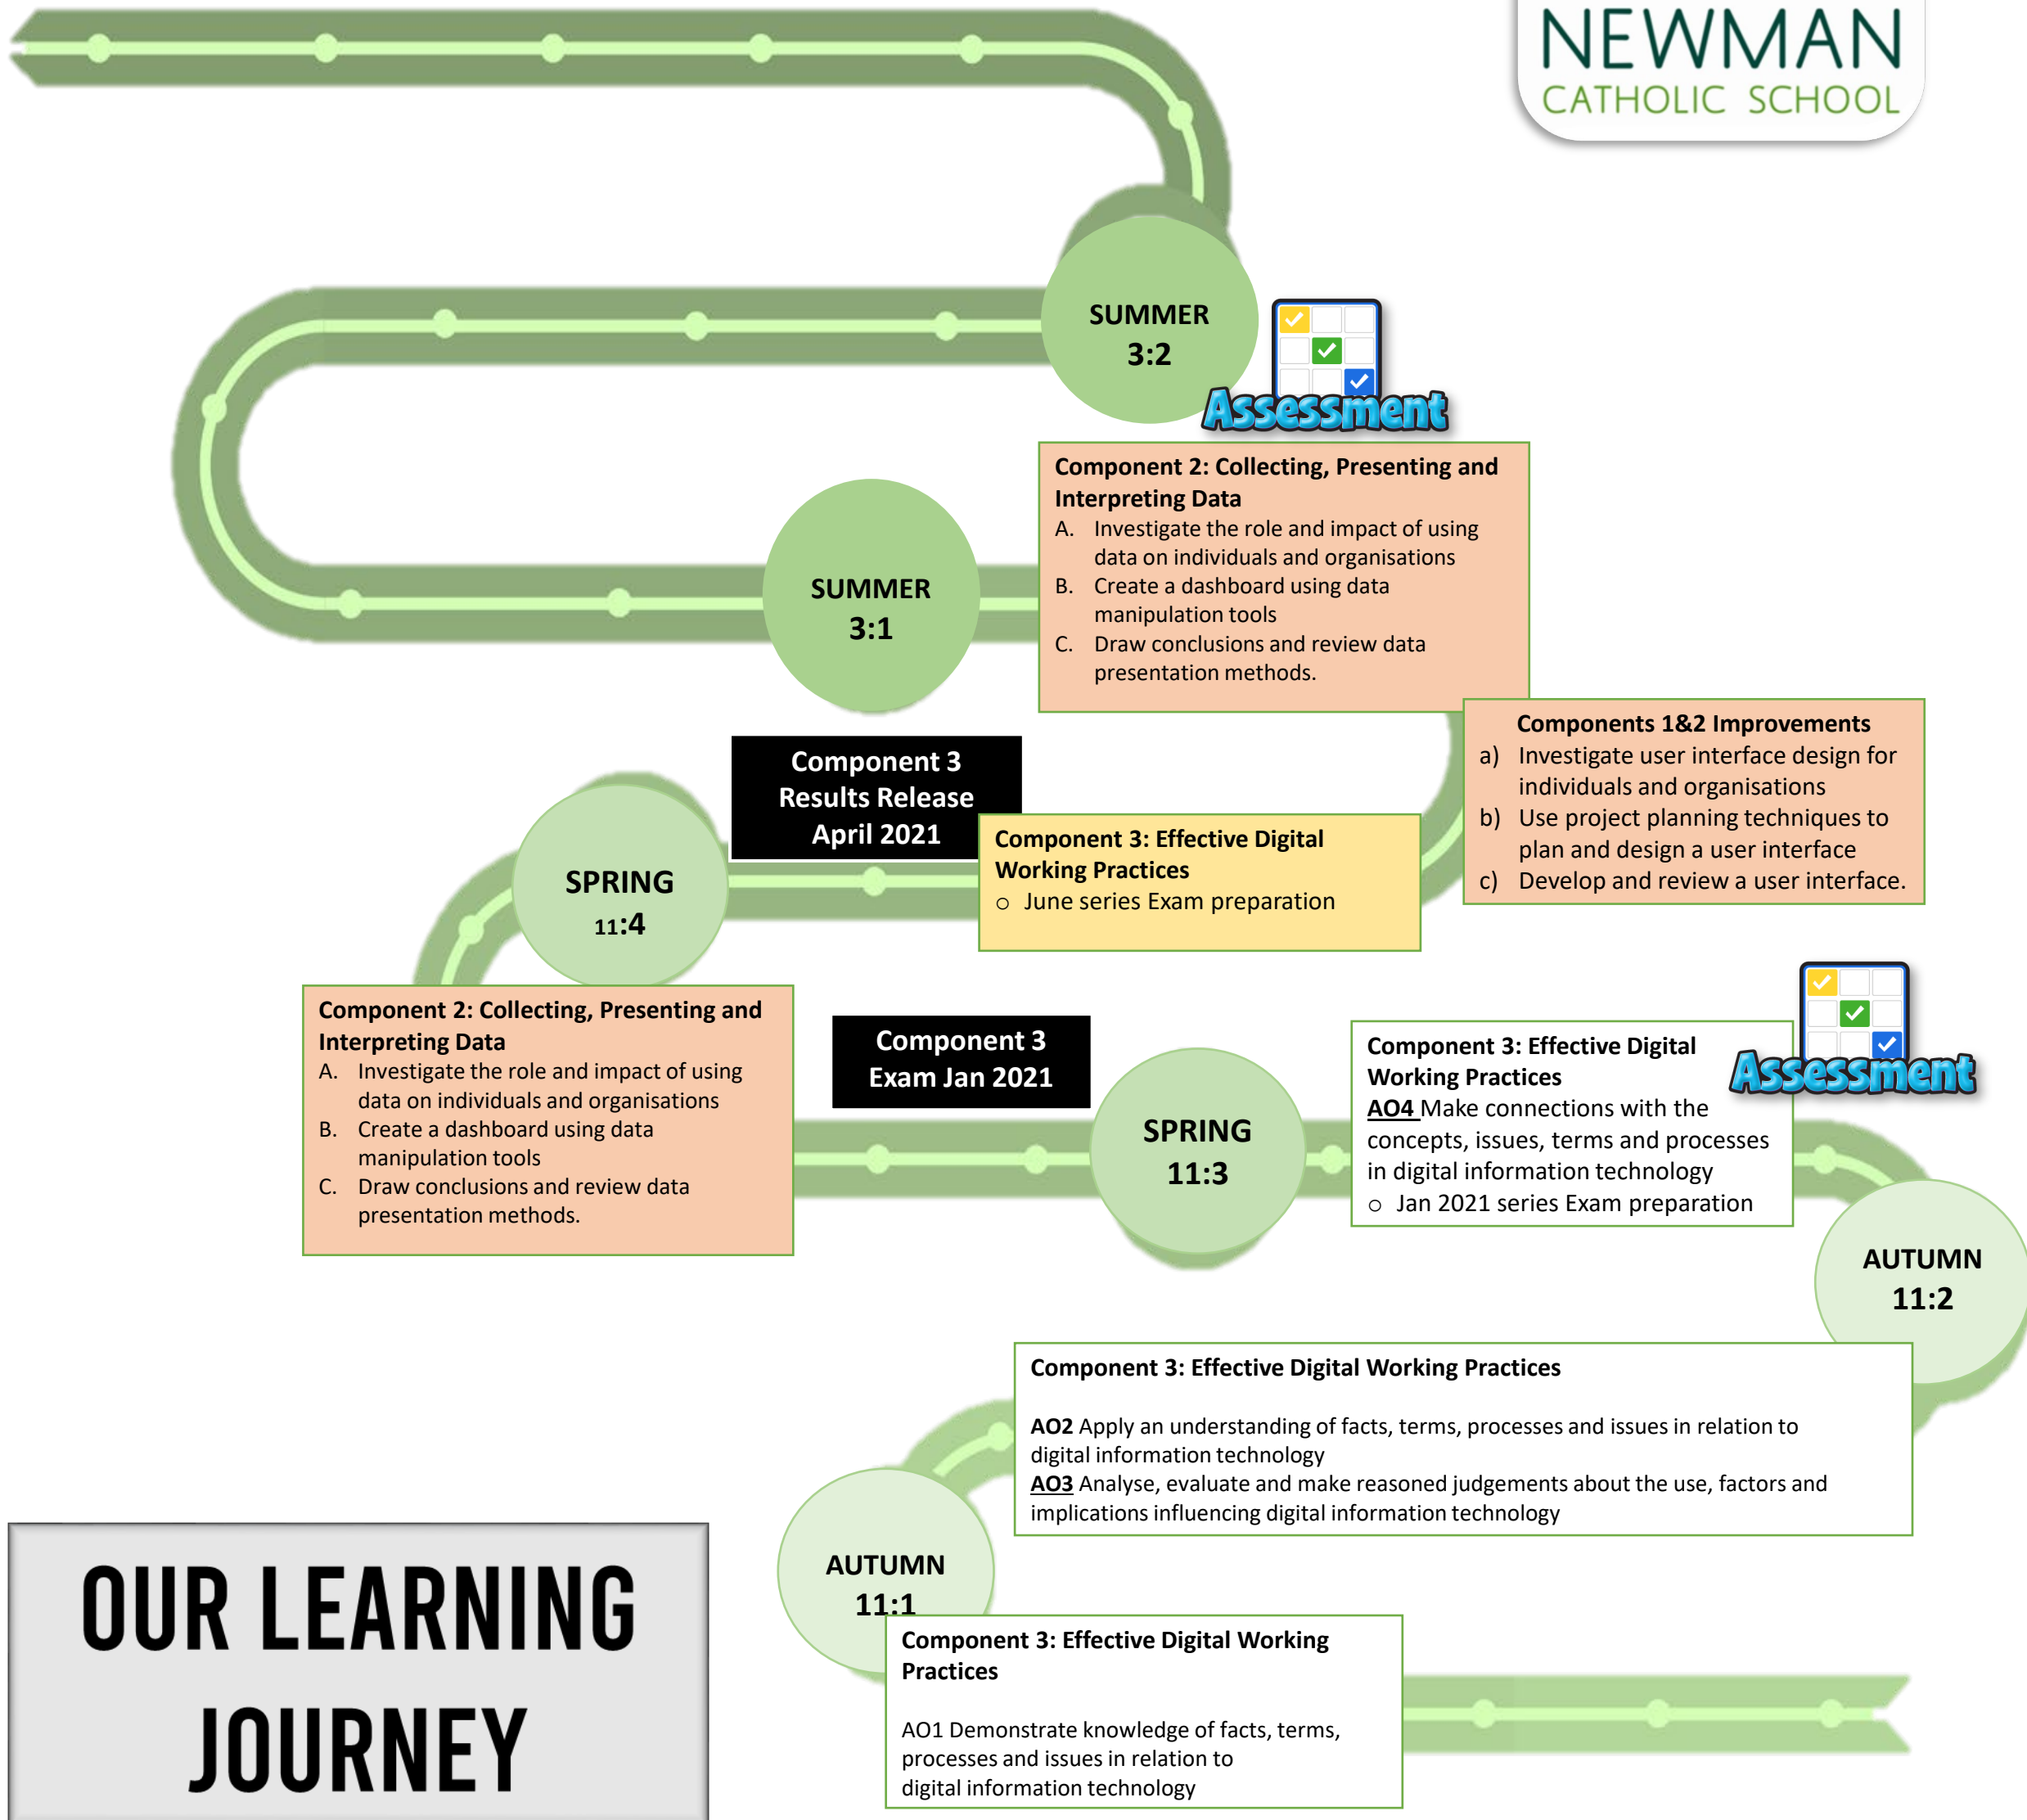 NEWMAN
CATHOLIC SCHOOL
SUMMER
3:2
Assessment
Component 2: Collecting, Presenting and
Interpreting Data
A. Investigate the role and impact of using
data on individuals and organisations
B. Create a dashboard using data
manipulation tools
C. Draw conclusions and review data
presentation methods.
SUMMER
3:1
Components 1&2 Improvements
a) Investigate user interface design for
individuals and organisations
b) Use project planning techniques to
plan and design a user interface
c) Develop and review a user interface.
Component 3
Results Release
April 2021
Component 3: Effective Digital
Working Practices
o June series Exam preparation
SPRING
11:4
Component 2: Collecting, Presenting and
Interpreting Data
A. Investigate the role and impact of using
data on individuals and organisations
B. Create a dashboard using data
manipulation tools
C. Draw conclusions and review data
presentation methods.
Component 3
Exam Jan 2021
SPRING
11:3
Component 3: Effective Digital
Working Practices
AO4 Make connections with the
concepts, issues, terms and processes
in digital information technology
o Jan 2021 series Exam preparation
Assessment
AUTUMN
11:2
Component 3: Effective Digital Working Practices
AO2 Apply an understanding of facts, terms, processes and issues in relation to
digital information technology
AO3 Analyse, evaluate and make reasoned judgements about the use, factors and
implications influencing digital information technology
AUTUMN
11:1
Component 3: Effective Digital Working
Practices
AO1 Demonstrate knowledge of facts, terms,
processes and issues in relation to
digital information technology
OUR LEARNING
JOURNEY